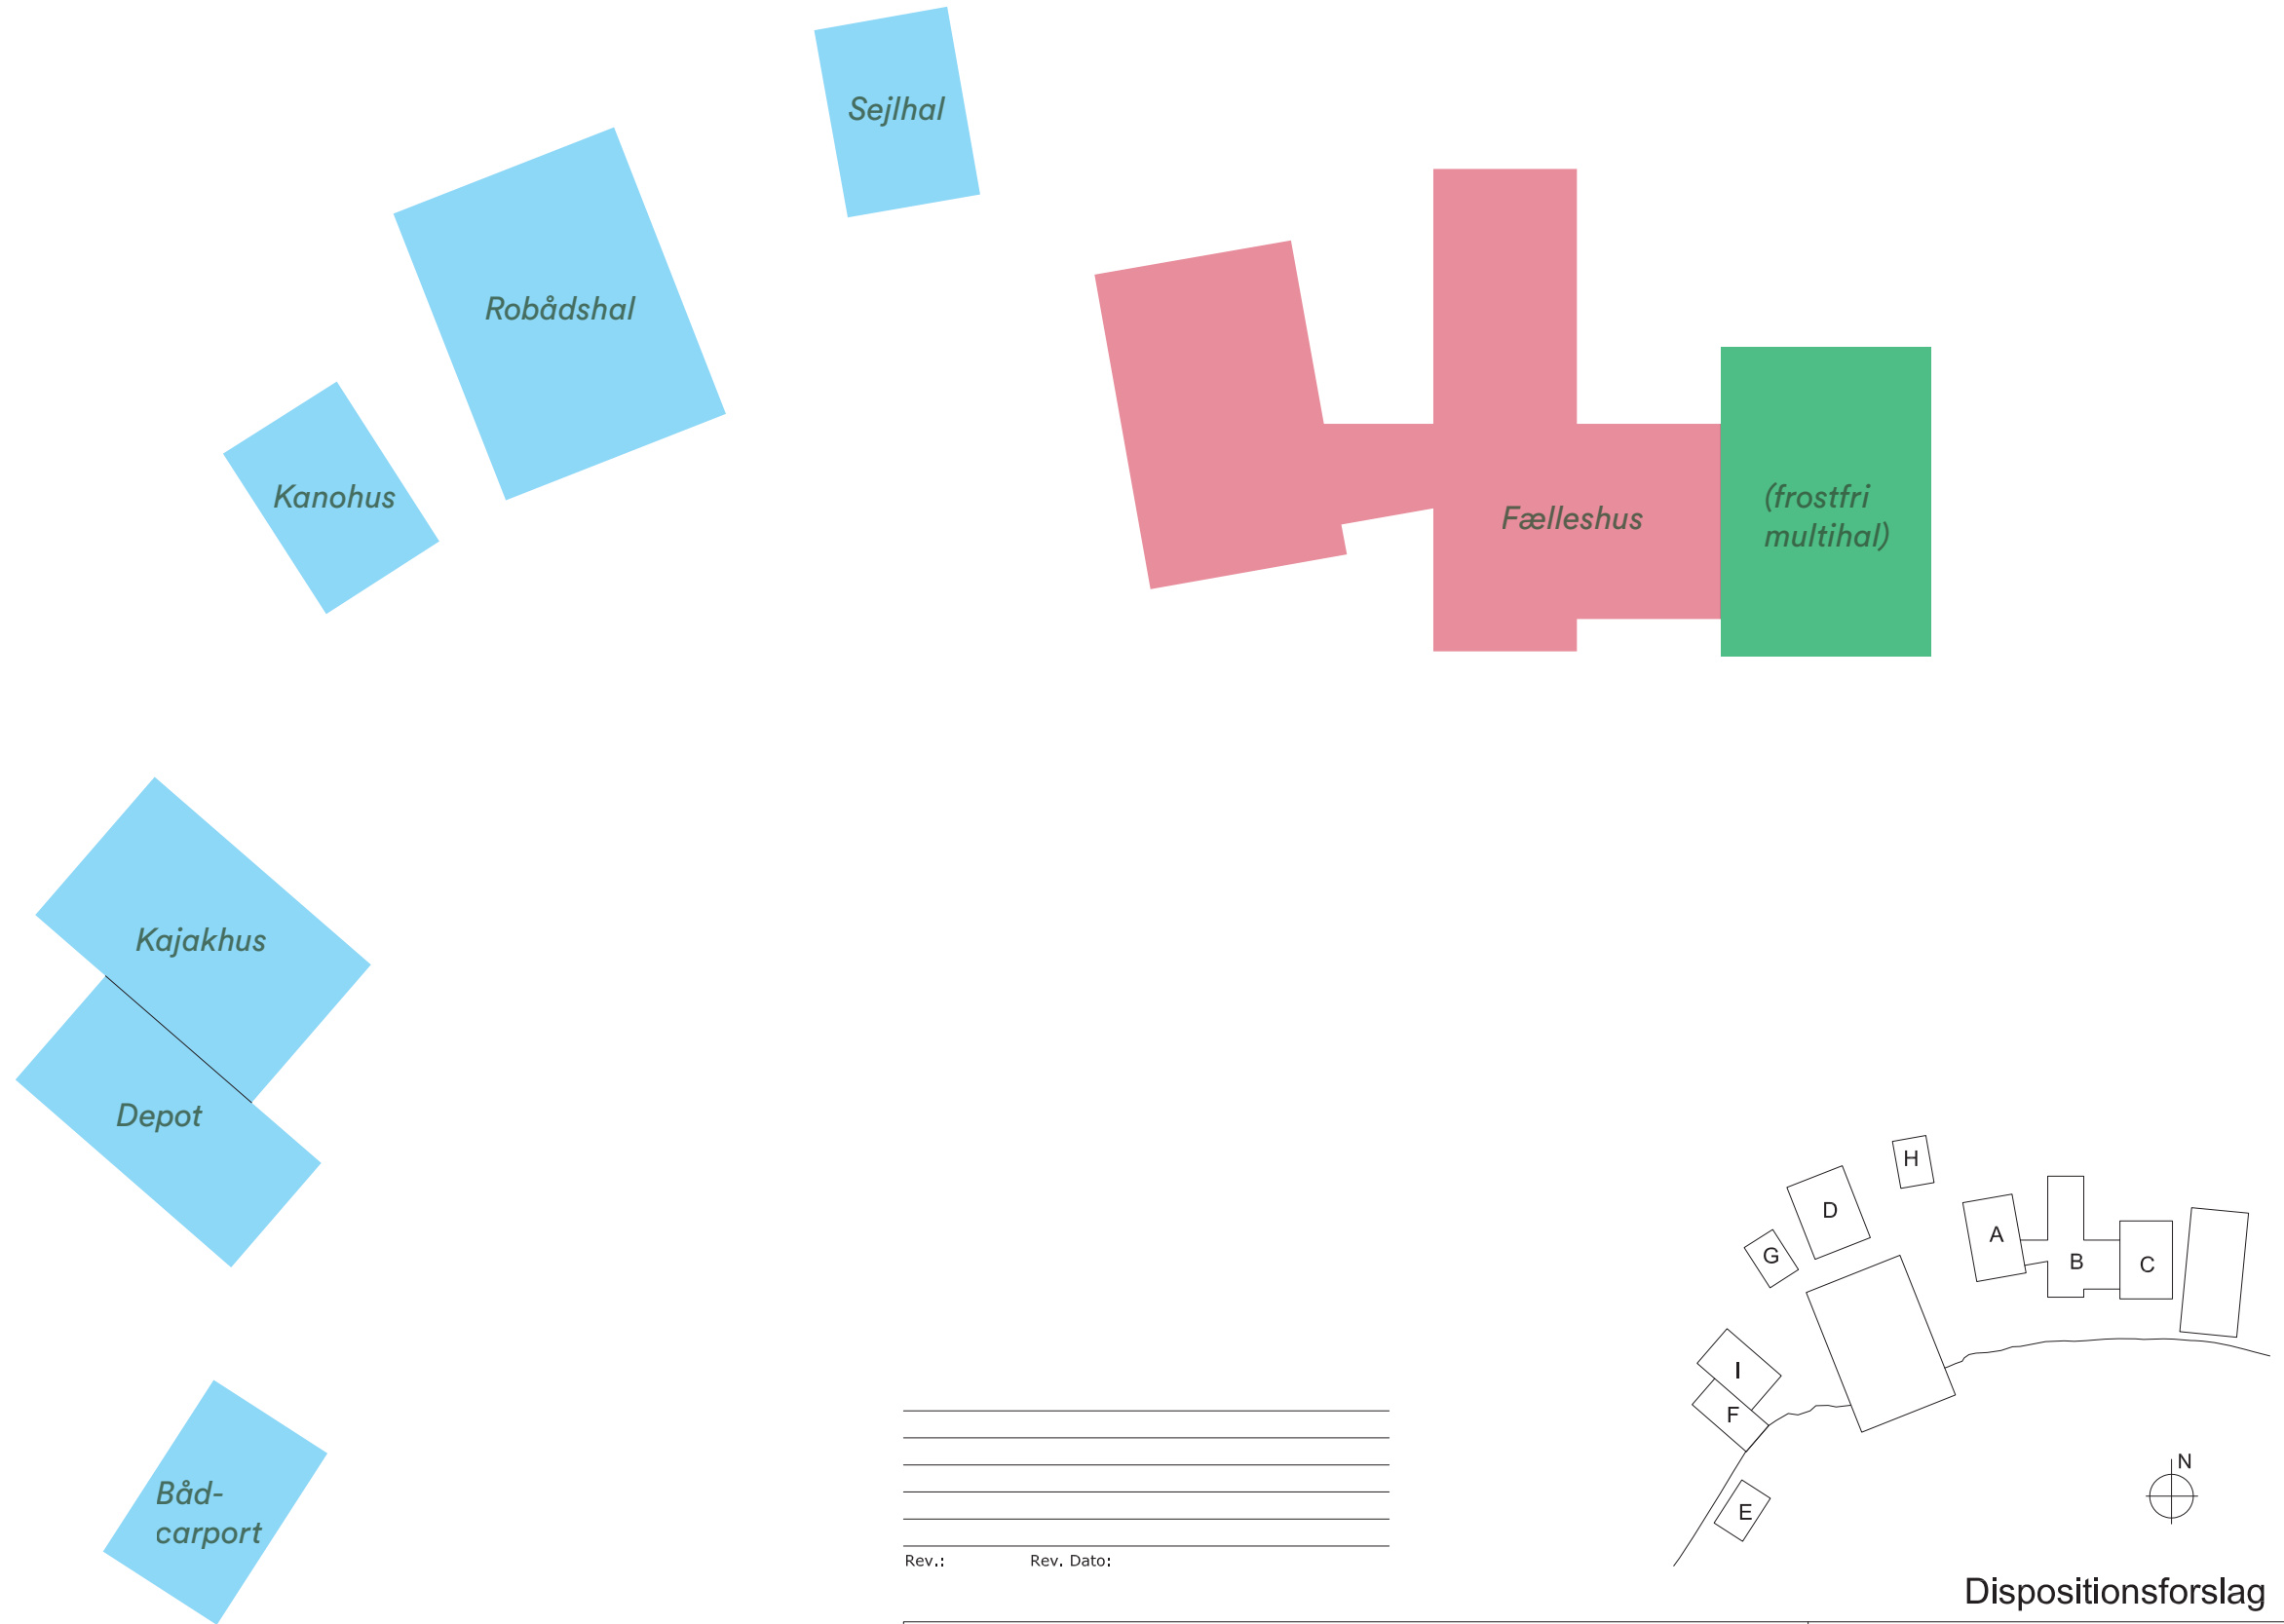 Sejlhal
Robådshal
Kanohus
Fælleshus
(frostfri
multihal)
Kajakhus
Depot
Båd-
carport
H
D
A
G
B
C
I
F
E
N
Rev.: Rev. Dato:
Dispositionsforslag